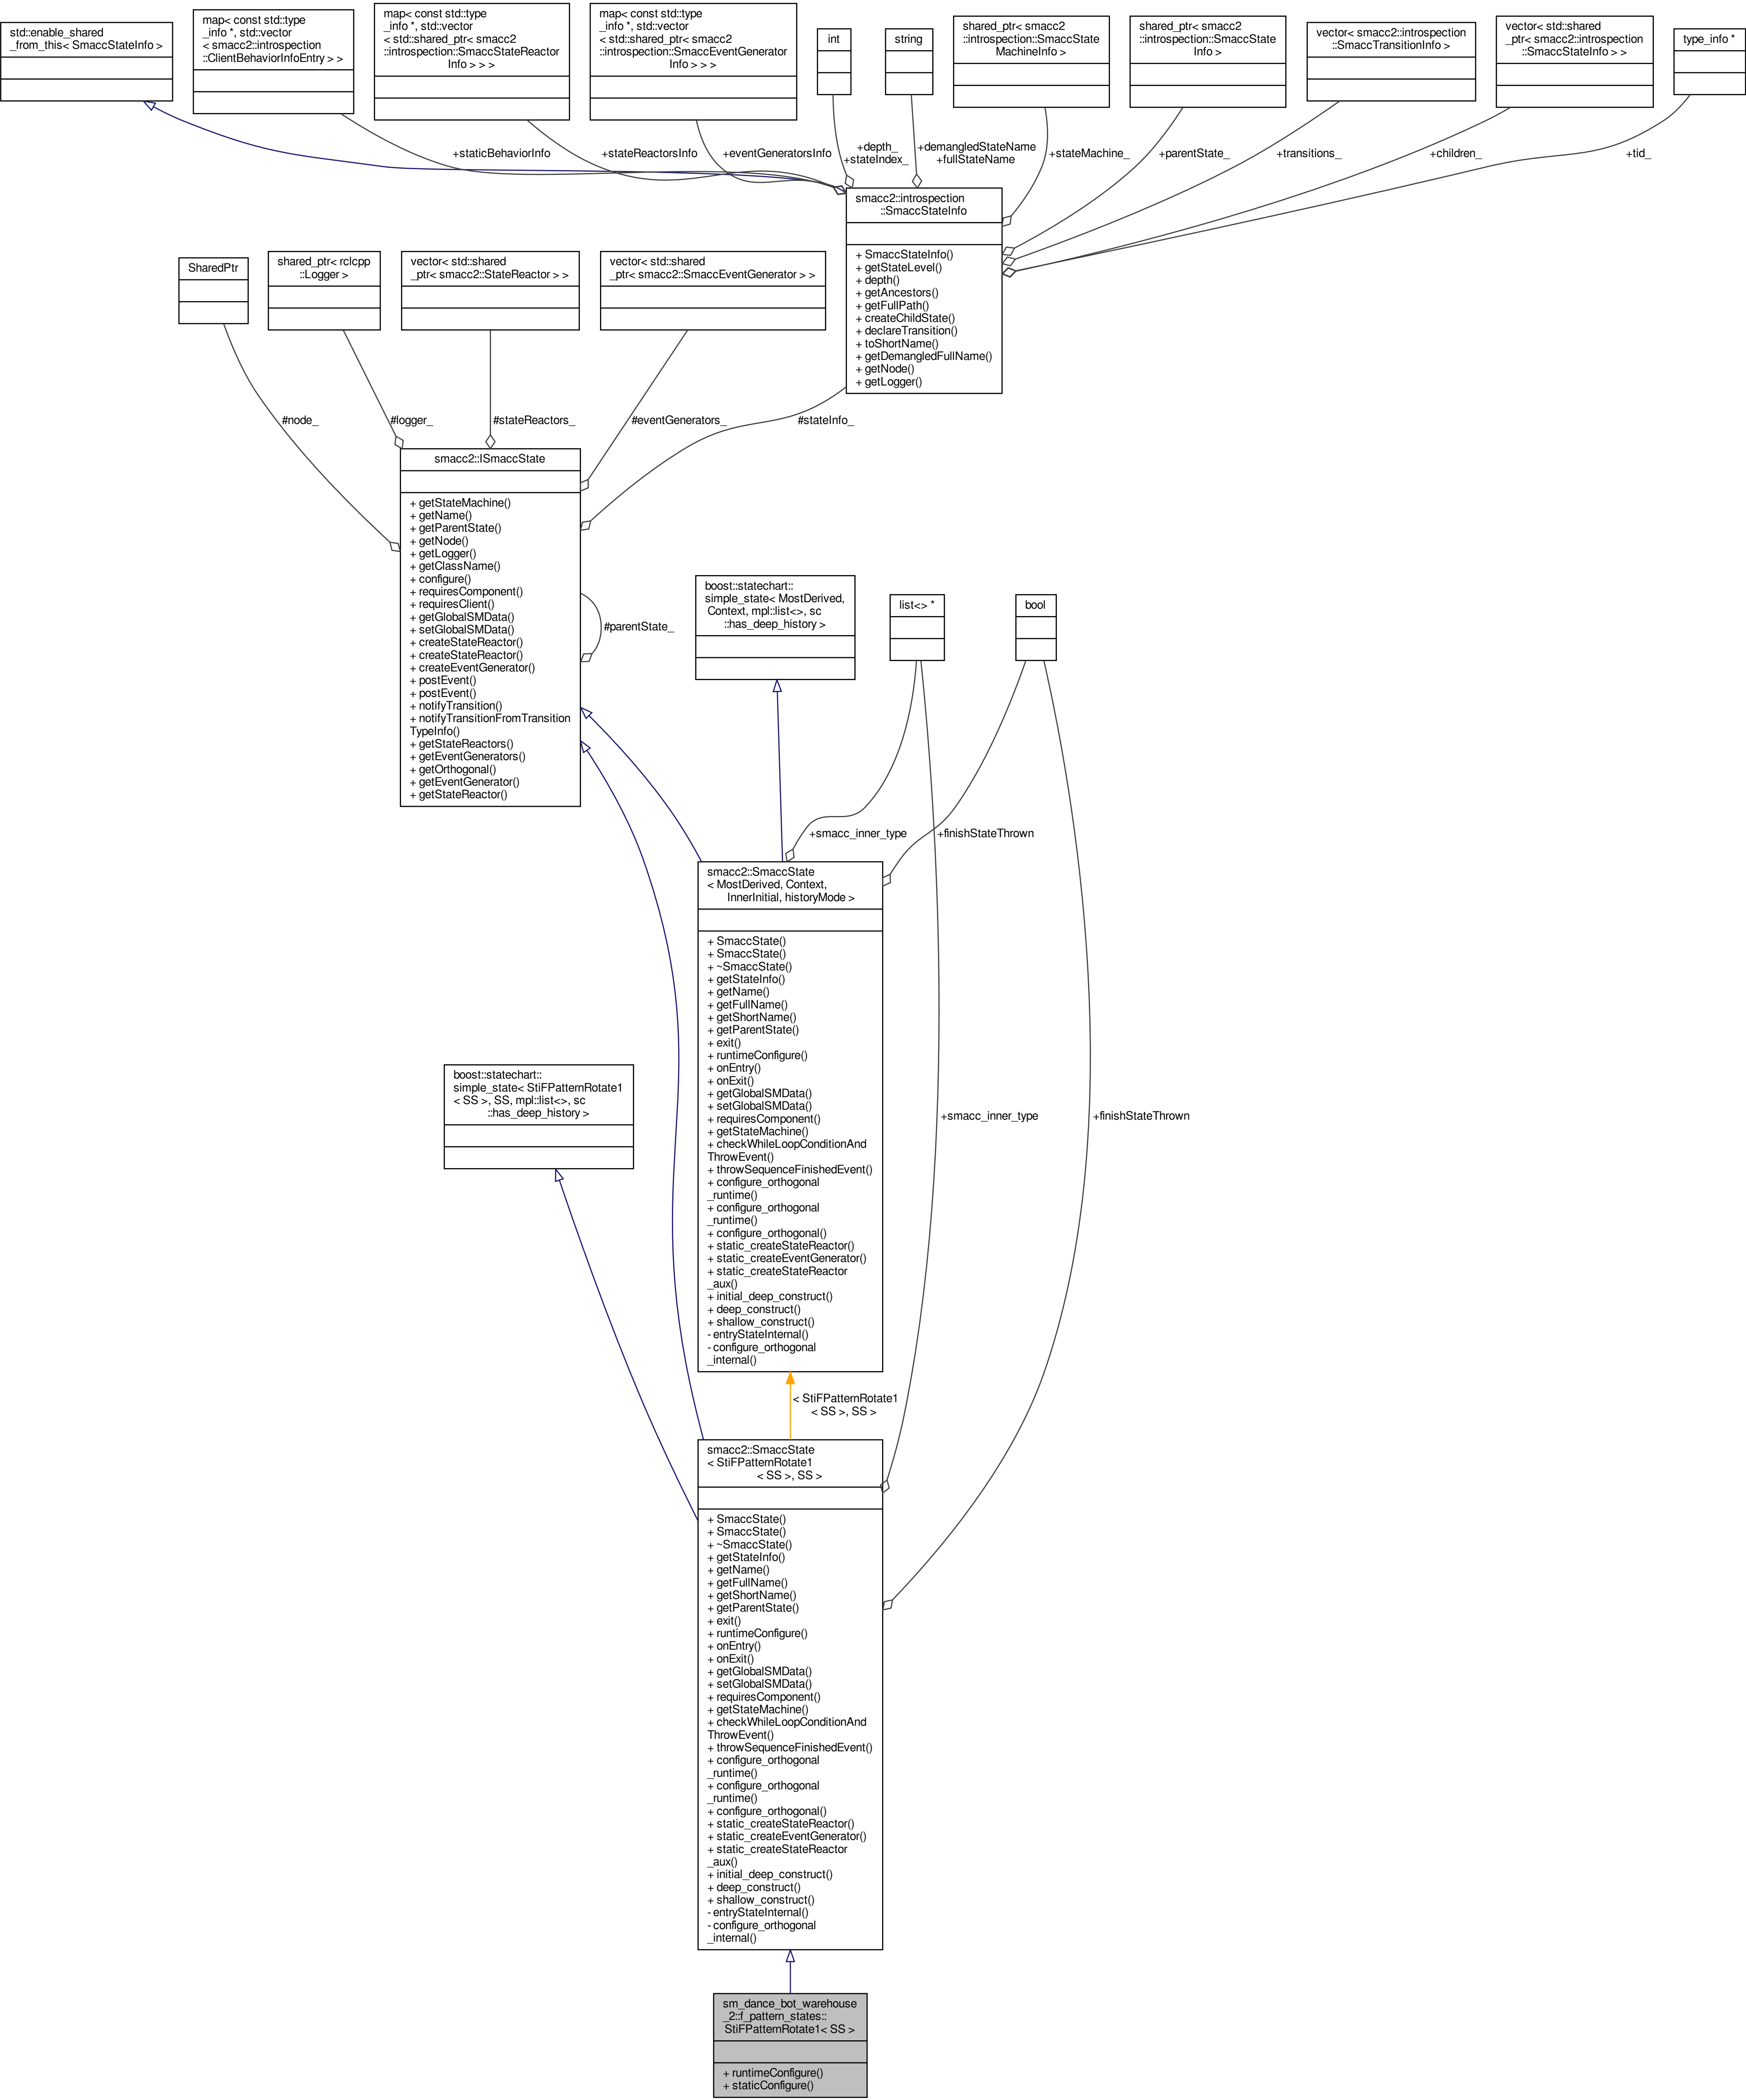 std::enable_shared
_from_this< SmaccStateInfo >
map< const std::type
_info *, std::vector
< smacc2::introspection
::ClientBehaviorInfoEntry > >
map< const std::type
_info *, std::vector
< std::shared_ptr< smacc2
::introspection::SmaccStateReactor
Info > > >
map< const std::type
_info *, std::vector
< std::shared_ptr< smacc2
::introspection::SmaccEventGenerator
Info > > >
int
string
shared_ptr< smacc2
::introspection::SmaccState
MachineInfo >
shared_ptr< smacc2
::introspection::SmaccState
Info >
vector< smacc2::introspection
::SmaccTransitionInfo >
vector< std::shared
_ptr< smacc2::introspection
::SmaccStateInfo > >
type_info *
+staticBehaviorInfo
+stateReactorsInfo
+eventGeneratorsInfo
+depth_
+stateIndex_
+demangledStateName
+fullStateName
+stateMachine_
+parentState_
+transitions_
+children_
+tid_
smacc2::introspection
::SmaccStateInfo
+ SmaccStateInfo()
+ getStateLevel()
+ depth()
+ getAncestors()
+ getFullPath()
+ createChildState()
+ declareTransition()
+ toShortName()
+ getDemangledFullName()
+ getNode()
+ getLogger()
SharedPtr
shared_ptr< rclcpp
::Logger >
vector< std::shared
_ptr< smacc2::StateReactor > >
vector< std::shared
_ptr< smacc2::SmaccEventGenerator > >
#node_
#logger_
#stateReactors_
#eventGenerators_
#stateInfo_
smacc2::ISmaccState
+ getStateMachine()
+ getName()
+ getParentState()
+ getNode()
+ getLogger()
+ getClassName()
+ configure()
+ requiresComponent()
+ requiresClient()
+ getGlobalSMData()
+ setGlobalSMData()
+ createStateReactor()
+ createStateReactor()
+ createEventGenerator()
+ postEvent()
+ postEvent()
+ notifyTransition()
+ notifyTransitionFromTransition
TypeInfo()
+ getStateReactors()
+ getEventGenerators()
+ getOrthogonal()
+ getEventGenerator()
+ getStateReactor()
#parentState_
boost::statechart::
simple_state< MostDerived,
Context, mpl::list<>, sc
::has_deep_history >
list<> *
bool
+smacc_inner_type
+finishStateThrown
smacc2::SmaccState
< MostDerived, Context,
InnerInitial, historyMode >
+ SmaccState()
+ SmaccState()
+ ~SmaccState()
+ getStateInfo()
+ getName()
+ getFullName()
+ getShortName()
+ getParentState()
+ exit()
+ runtimeConfigure()
+ onEntry()
+ onExit()
+ getGlobalSMData()
+ setGlobalSMData()
+ requiresComponent()
+ getStateMachine()
+ checkWhileLoopConditionAnd
ThrowEvent()
+ throwSequenceFinishedEvent()
+ configure_orthogonal
_runtime()
+ configure_orthogonal
_runtime()
+ configure_orthogonal()
+ static_createStateReactor()
+ static_createEventGenerator()
+ static_createStateReactor
_aux()
+ initial_deep_construct()
+ deep_construct()
+ shallow_construct()
- entryStateInternal()
- configure_orthogonal
_internal()
boost::statechart::
simple_state< StiFPatternRotate1
< SS >, SS, mpl::list<>, sc
::has_deep_history >
+smacc_inner_type
+finishStateThrown
< StiFPatternRotate1
< SS >, SS >
smacc2::SmaccState
< StiFPatternRotate1
< SS >, SS >
+ SmaccState()
+ SmaccState()
+ ~SmaccState()
+ getStateInfo()
+ getName()
+ getFullName()
+ getShortName()
+ getParentState()
+ exit()
+ runtimeConfigure()
+ onEntry()
+ onExit()
+ getGlobalSMData()
+ setGlobalSMData()
+ requiresComponent()
+ getStateMachine()
+ checkWhileLoopConditionAnd
ThrowEvent()
+ throwSequenceFinishedEvent()
+ configure_orthogonal
_runtime()
+ configure_orthogonal
_runtime()
+ configure_orthogonal()
+ static_createStateReactor()
+ static_createEventGenerator()
+ static_createStateReactor
_aux()
+ initial_deep_construct()
+ deep_construct()
+ shallow_construct()
- entryStateInternal()
- configure_orthogonal
_internal()
sm_dance_bot_warehouse
_2::f_pattern_states::
StiFPatternRotate1< SS >
+ runtimeConfigure()
+ staticConfigure()